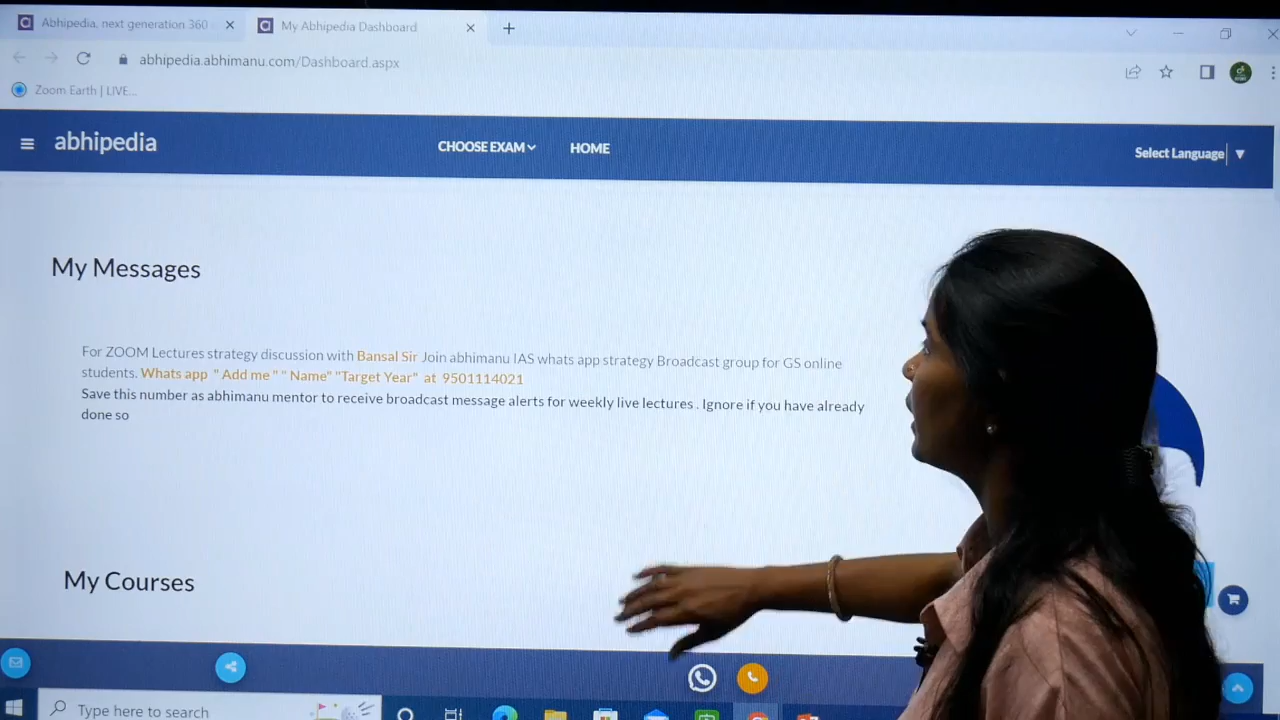 Abhipedia, next generation 360
My Abhipedia Dashboard
abhipedia.abhimanu.com/Dashboard.aspx
Zoom Earth | LIVE...
abhipedia
CHOOSE EXAM
HOME
Select Language
My Messages
For ZOOM Lectures strategy discussion with Bansal Sir Join abhimanu IAS whats app strategy Broadcast group for GS online
students. Whats app " Add me " " Name" "Target Year" at 9501114021
Save this number as abhimanu mentor to receive broadcast message alerts for weekly live lectures . Ignore if you have already
done so
My Courses
Type here to search